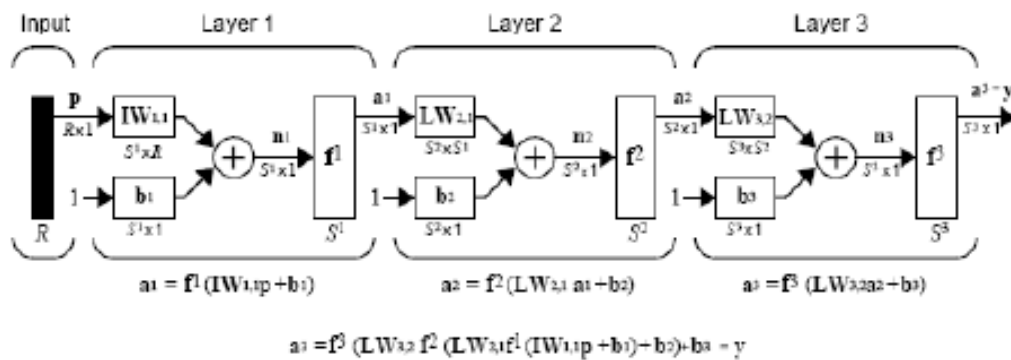 Input Layer 1 Layer 2 Layer 3
p a1 a2 a3 = y
IW1,1 LW2,1 LW3,2
R×1 S1×1 S2×1 S3×1
S1×R n1 S2×S1 n2 S3×S2 n3
+ f1 + f2 + f3
S1×1 S2×1 S3×1
1 b1 1 b2 1 b3
R S1×1 S1 S2×1 S2 S3×1 S3
a1 = f1 (IW1,1p +b1) a2 = f2 (LW2,1 a1 +b2) a3 = f3 (LW3,2a2 +b3)
a3 =f3 (LW3,2 f2 (LW2,1f1 (IW1,1p +b1)+b2)+b3 = y